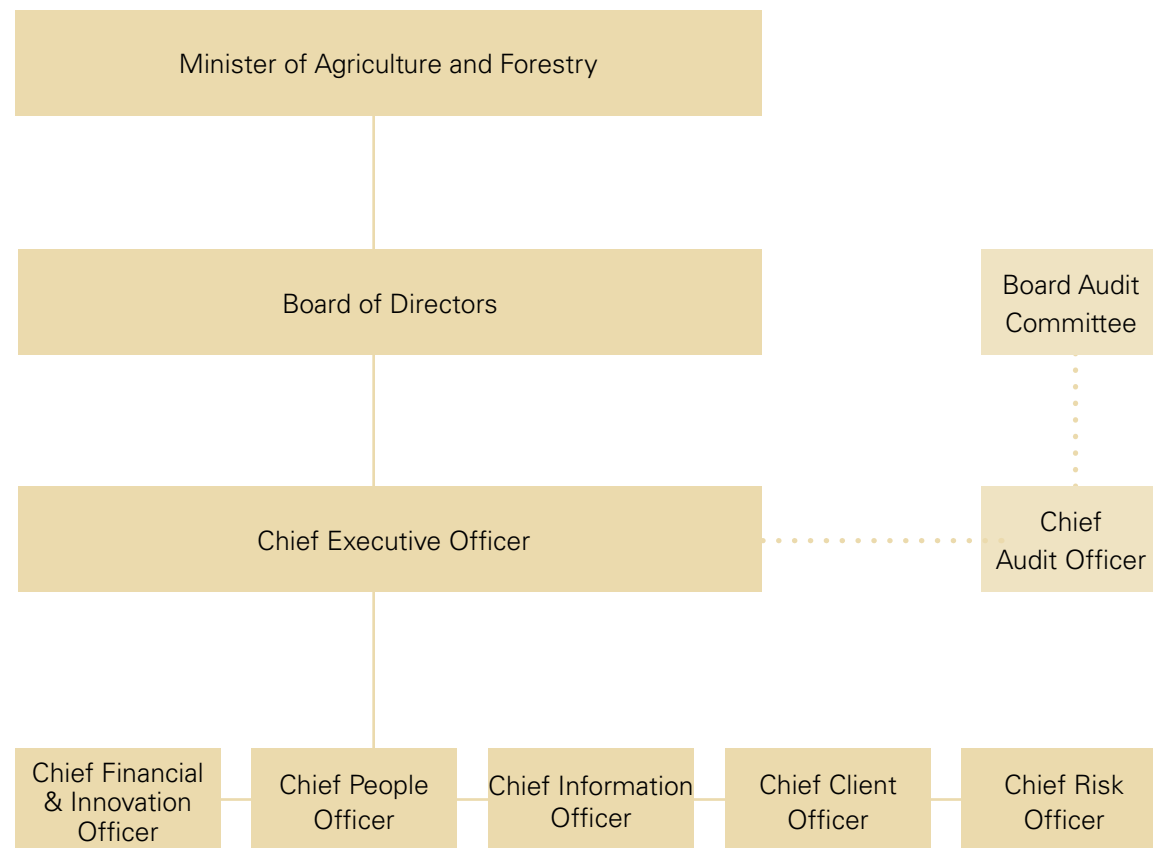 Minister of Agriculture and Forestry
Board of Directors
Board Audit
Committee
Chief Executive Officer
Chief
Audit Officer
Chief Financial
& Innovation
Officer
Chief People
Officer
Chief Information
Officer
Chief Client
Officer
Chief Risk
Officer